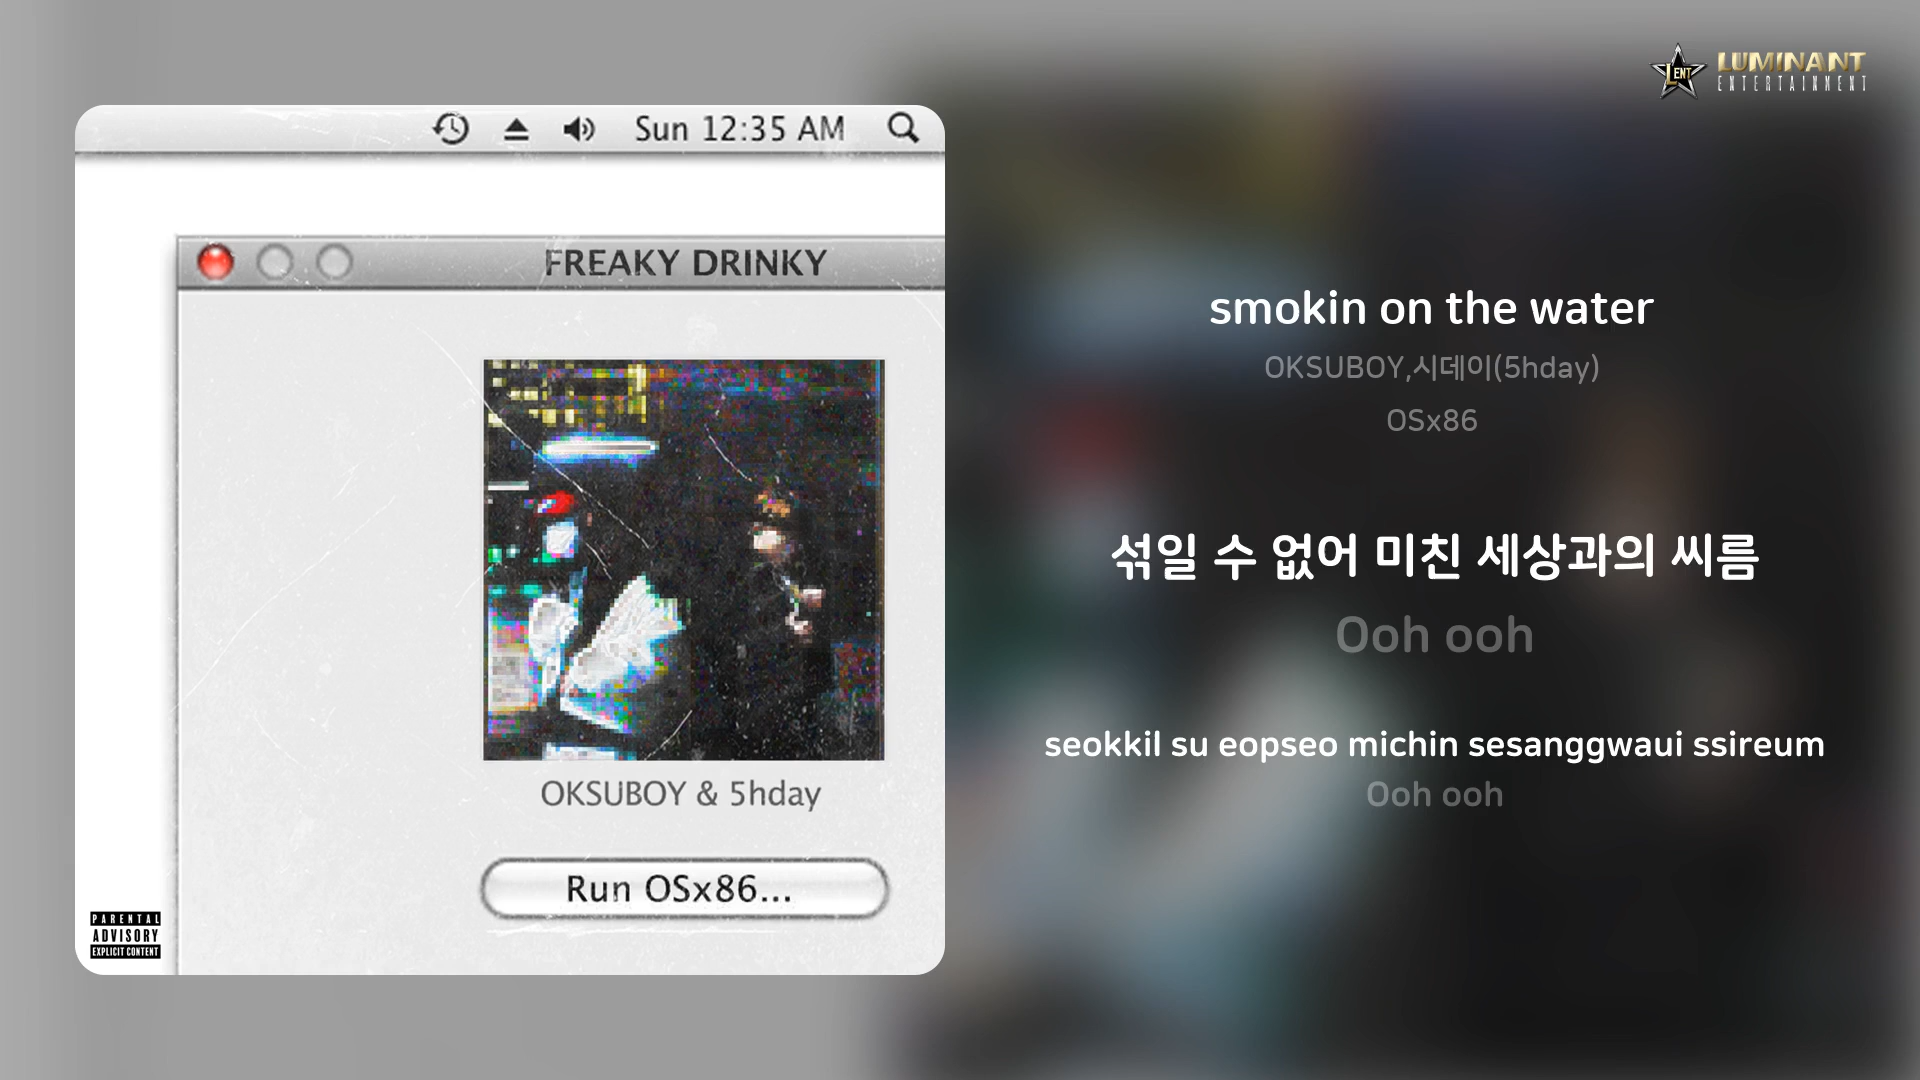 LENT
LUMINANT
ENTERTAINMENT
Sun 12:35 AM
FREAKY DRINKY
OKSUBOY & 5hday
Run OSx86...
PARENTAL
ADVISORY
EXPLICIT CONTENT
smokin on the water
OKSUBOY,시데이(5hday)
OSx86
섞일 수 없어 미친 세상과의 씨름
Ooh ooh
seokkil su eopseo michin sesanggwaui ssireum
Ooh ooh